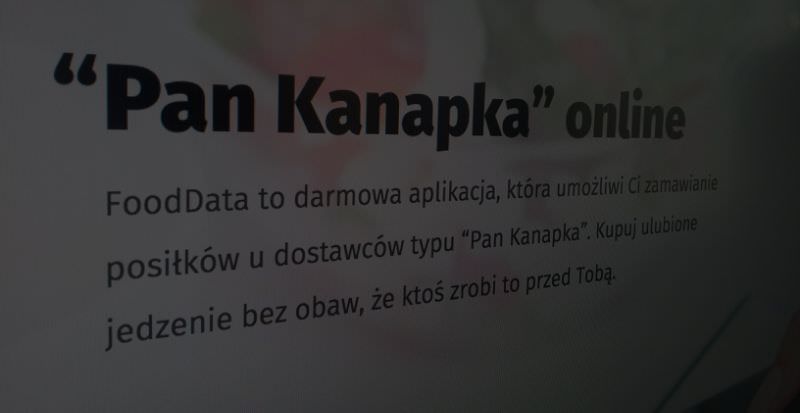 “Pan Kanapka” online
FoodData to darmowa aplikacja, która umożliwi Ci zamawianie
posiłków u dostawców typu “Pan Kanapka”. Kupuj ulubione
jedzenie bez obaw, że ktoś zrobi to przed Tobą.